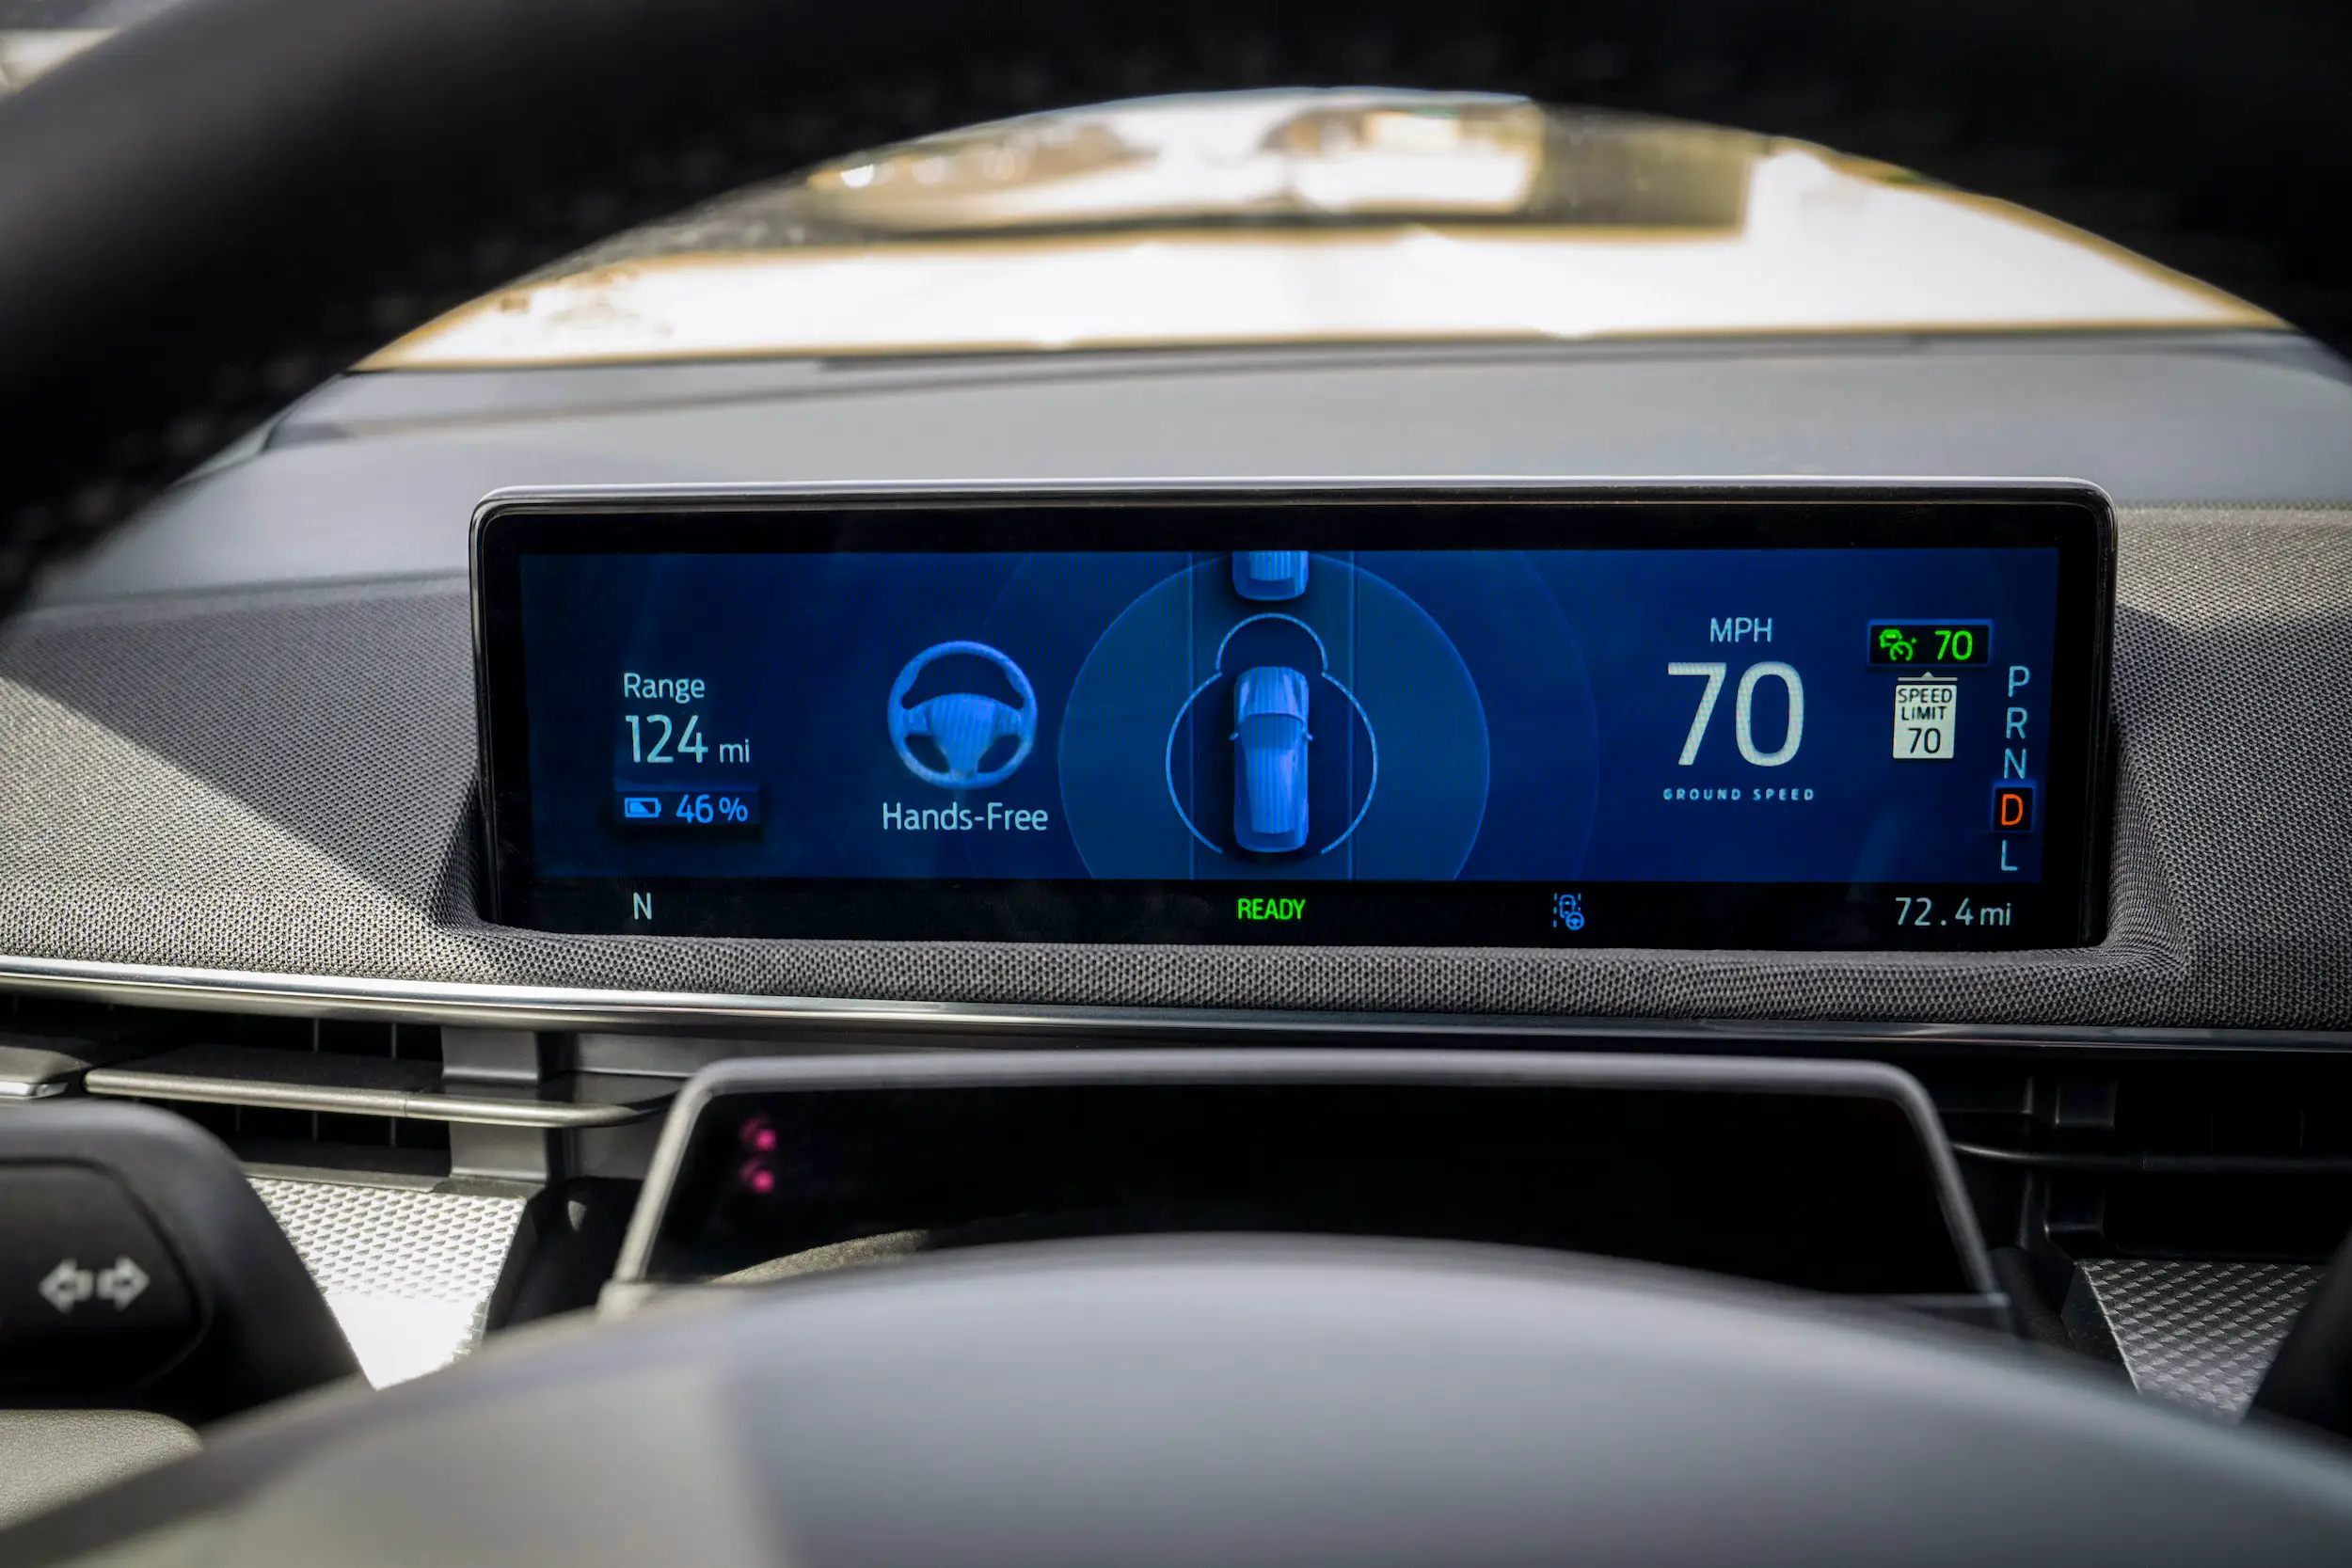 Range
124 mi
46%
Hands-Free
MPH
70
GROUND SPEED
70
SPEED
LIMIT
70
P
R
N
D
L
N
READY
72.4 mi